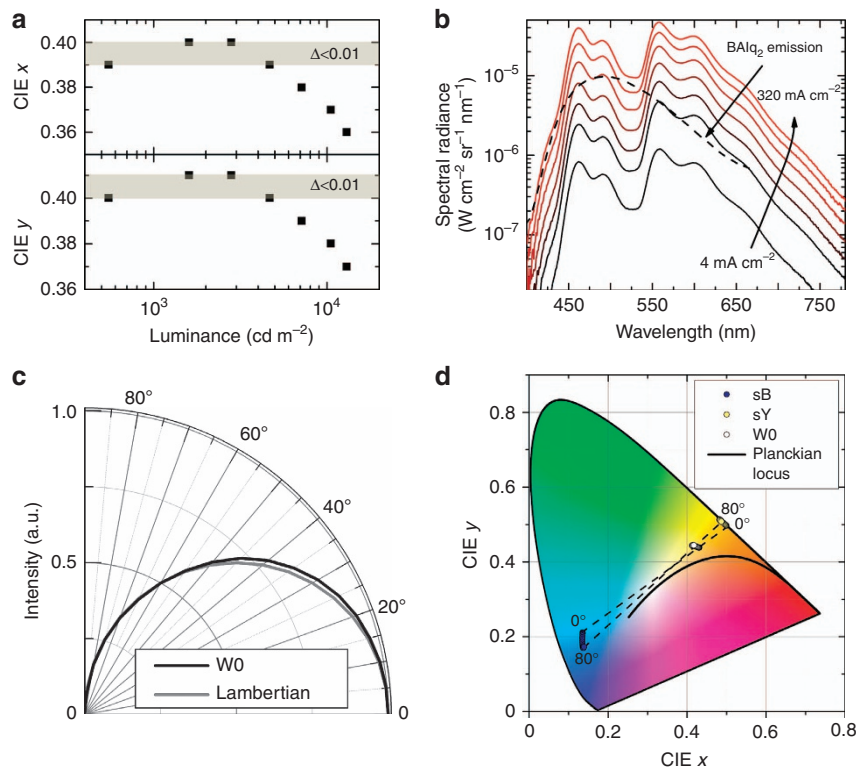 a
CIE x
0.40
0.38
0.36
Δ<0.01
CIE y
0.40
0.38
0.36
Δ<0.01
10³
10⁴
Luminance (cd m⁻²)
b
Spectral radiance
(W cm⁻² sr⁻¹ nm⁻¹)
10⁻⁵
10⁻⁶
10⁻⁷
BAlq₂ emission
320 mA cm⁻²
4 mA cm⁻²
450
550
650
750
Wavelength (nm)
c
Intensity (a.u.)
1.0
0.5
0
80°
60°
40°
20°
0
W0
Lambertian
d
CIE y
0.8
0.6
0.4
0.2
0
sB
sY
W0
Planckian
locus
80°
0°
0°
80°
0
0.2
0.4
0.6
0.8
CIE x